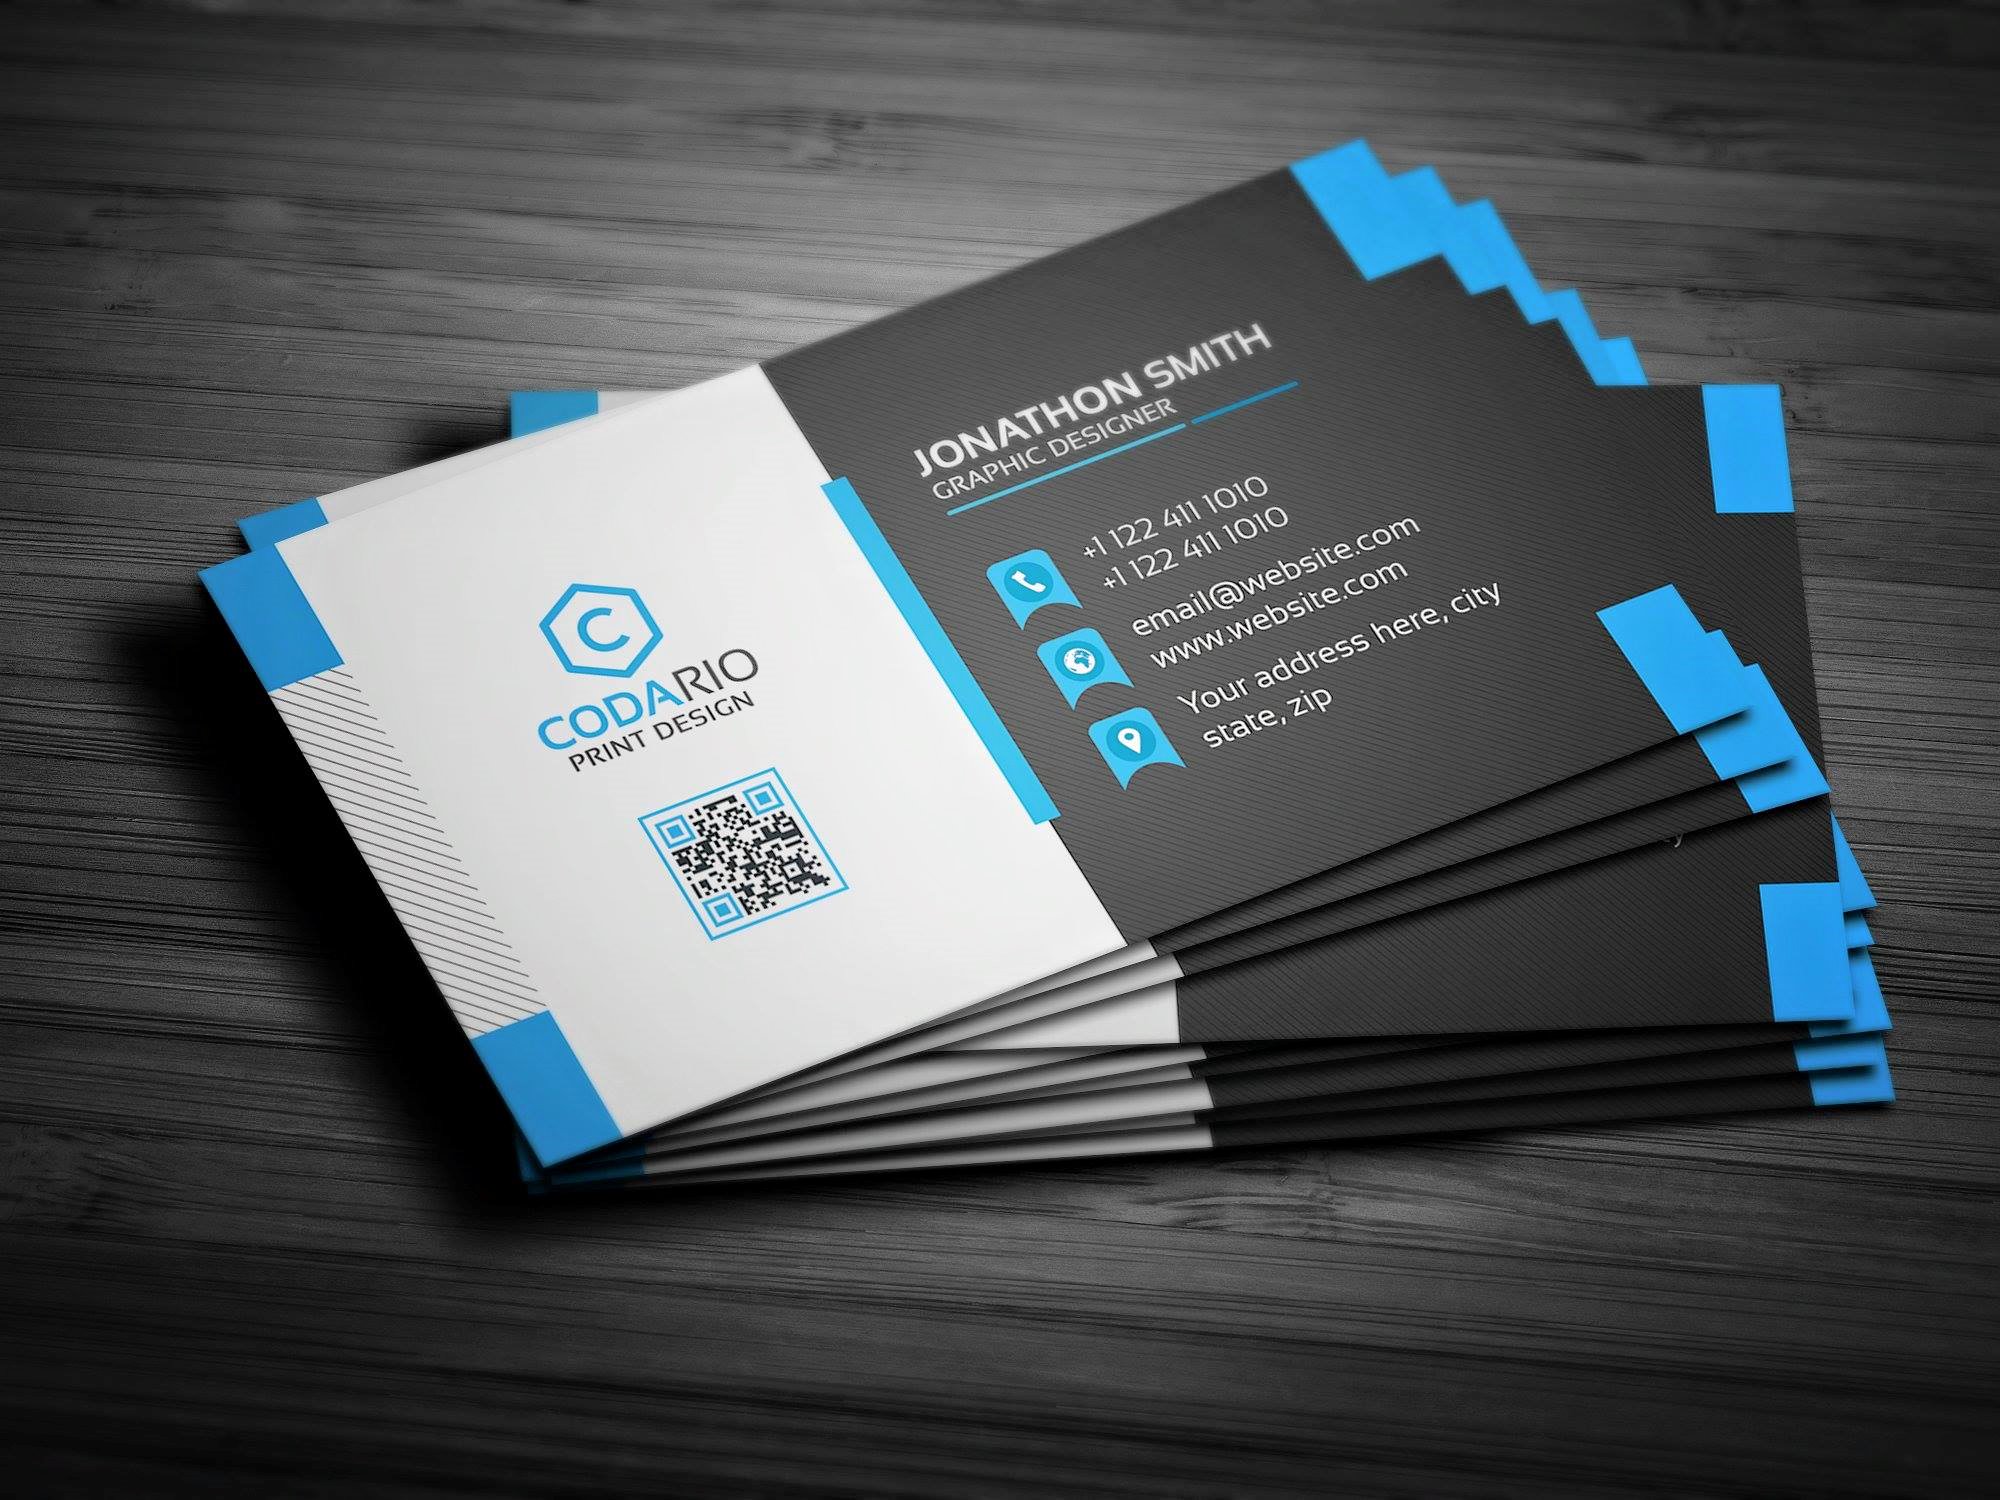 C
CODARIO
PRINT DESIGN
JONATHON SMITH
GRAPHIC DESIGNER
+1 122 411 1010
+1 122 411 1010
email@website.com
www.website.com
Your address here, city
state, zip